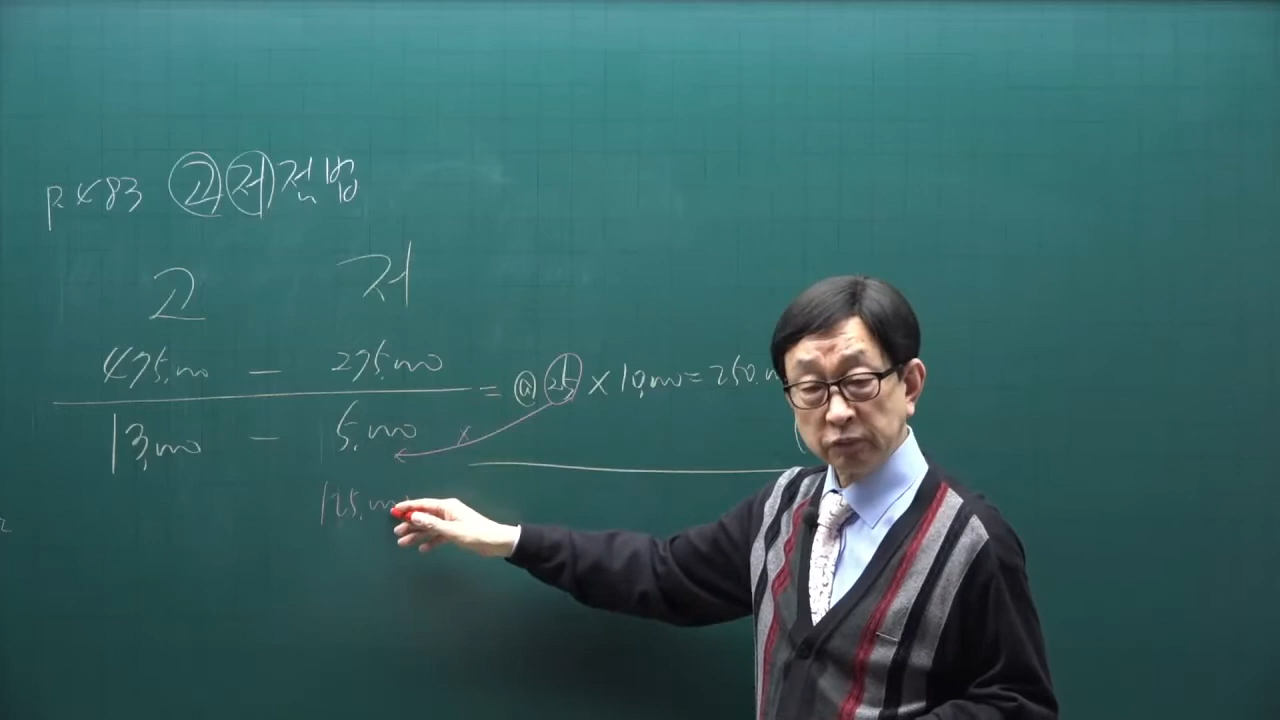 P.483 고저점법
고 저
475,000 - 275,000 = @25 × 10,000 = 250,0
13,000 - 5,000
×
125,000